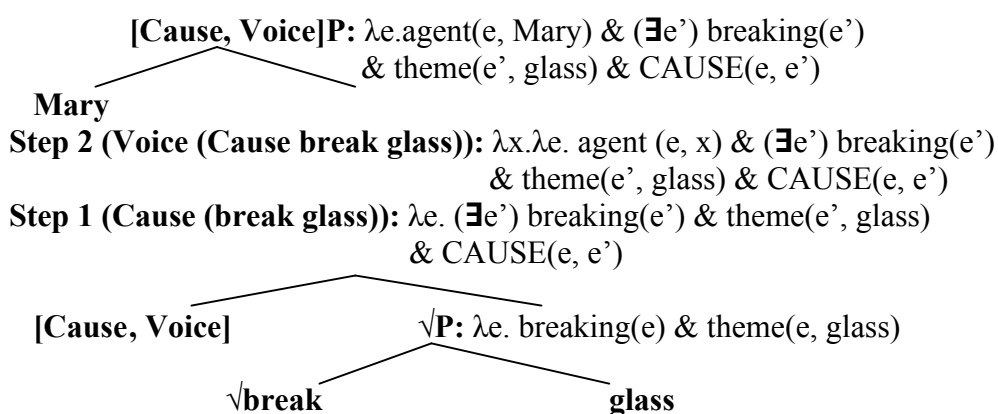 [Cause, Voice]P: λe.agent(e, Mary) & (∃e’) breaking(e’)
& theme(e’, glass) & CAUSE(e, e’)
Mary
Step 2 (Voice (Cause break glass)): λx.λe. agent (e, x) & (∃e’) breaking(e’)
& theme(e’, glass) & CAUSE(e, e’)
Step 1 (Cause (break glass)): λe. (∃e’) breaking(e’) & theme(e’, glass)
& CAUSE(e, e’)
[Cause, Voice] √P: λe. breaking(e) & theme(e, glass)
√break glass